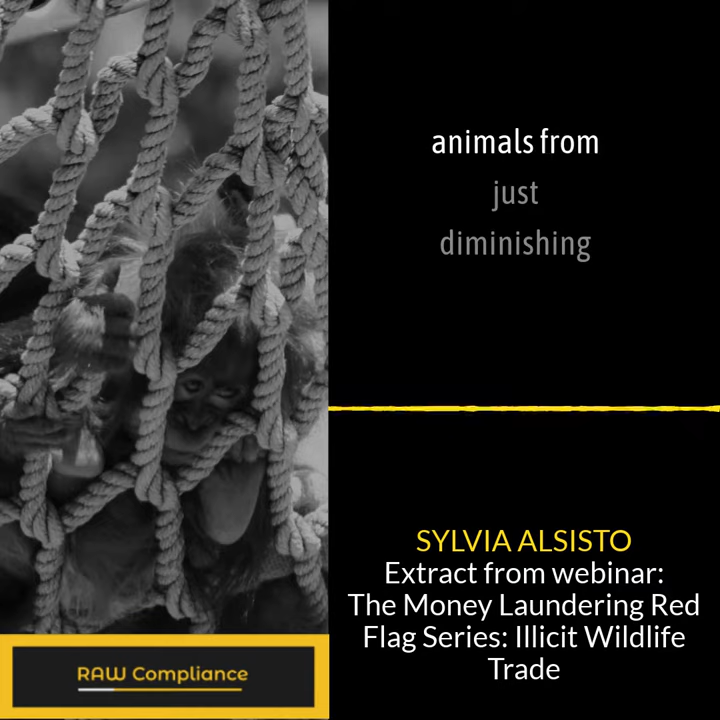 animals from
just
diminishing
SYLVIA ALSISTO
Extract from webinar:
The Money Laundering Red
Flag Series: Illicit Wildlife
Trade
RAW Compliance